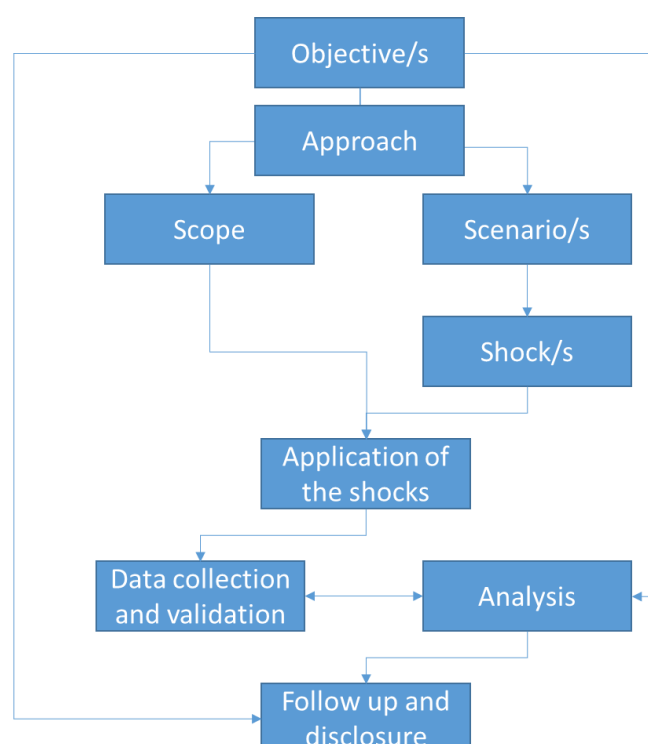 Objective/s
Approach
Scope
Scenario/s
Shock/s
Application of
the shocks
Data collection
and validation
Analysis
Follow up and
disclosure